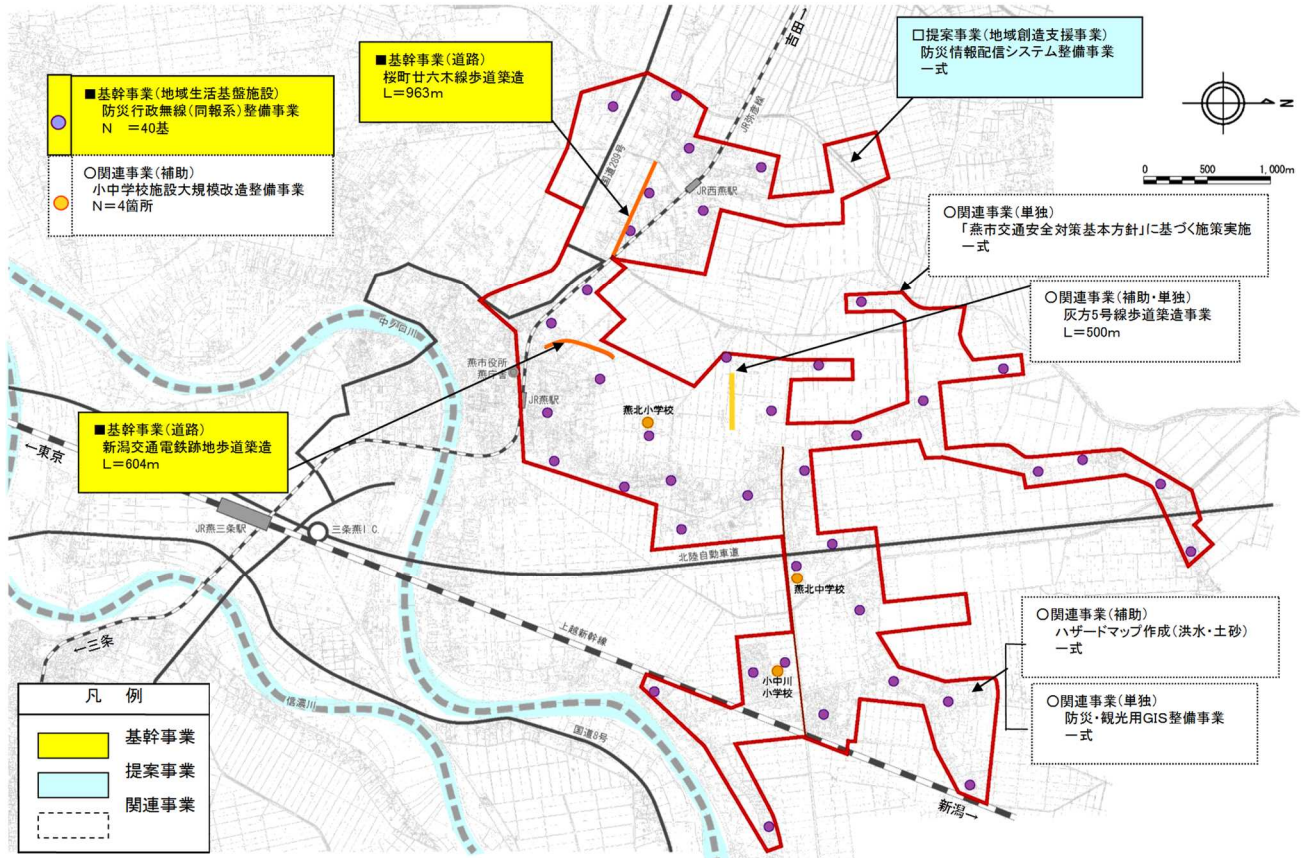 ■基幹事業(地域生活基盤施設)
防災行政無線(同報系)整備事業
N　=40基
○関連事業(補助)
小中学校施設大規模改造整備事業
N=4箇所
■基幹事業(道路)
桜町廿六木線歩道築造
L=963m
吉田→
□提案事業(地域創造支援事業)
防災情報配信システム整備事業
一式
N
0 500 1,000m
国道289号
JR弥彦線
JR西燕駅
○関連事業(単独)
「燕市交通安全対策基本方針」に基づく施策実施
一式
○関連事業(補助・単独)
灰方5号線歩道築造事業
L=500m
中ノ口川
燕市役所
燕庁舎
JR燕駅
燕北小学校
■基幹事業(道路)
新潟交通電鉄跡地歩道築造
L=604m
←東京
JR燕三条駅
三条燕I.C
北陸自動車道
燕北中学校
上越新幹線
←三条
小中川
小学校
○関連事業(補助)
ハザードマップ作成(洪水・土砂)
一式
○関連事業(単独)
防災・観光用GIS整備事業
一式
信濃川
国道8号
新潟→
凡　例
基幹事業
提案事業
関連事業